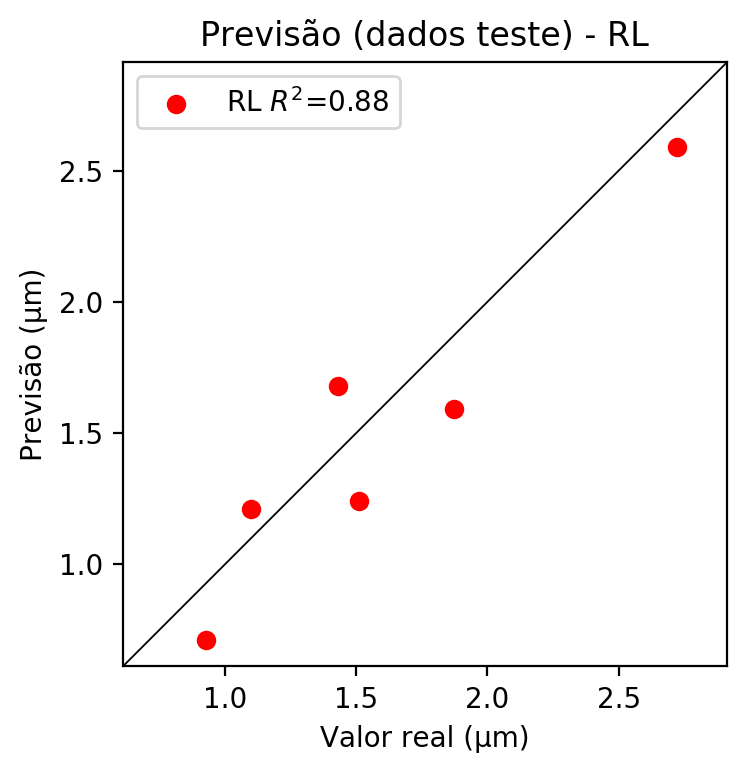 Previsão (dados teste) - RL
RL R²=0.88
2.5
2.0
1.5
1.0
Previsão (µm)
1.0 1.5 2.0 2.5
Valor real (µm)